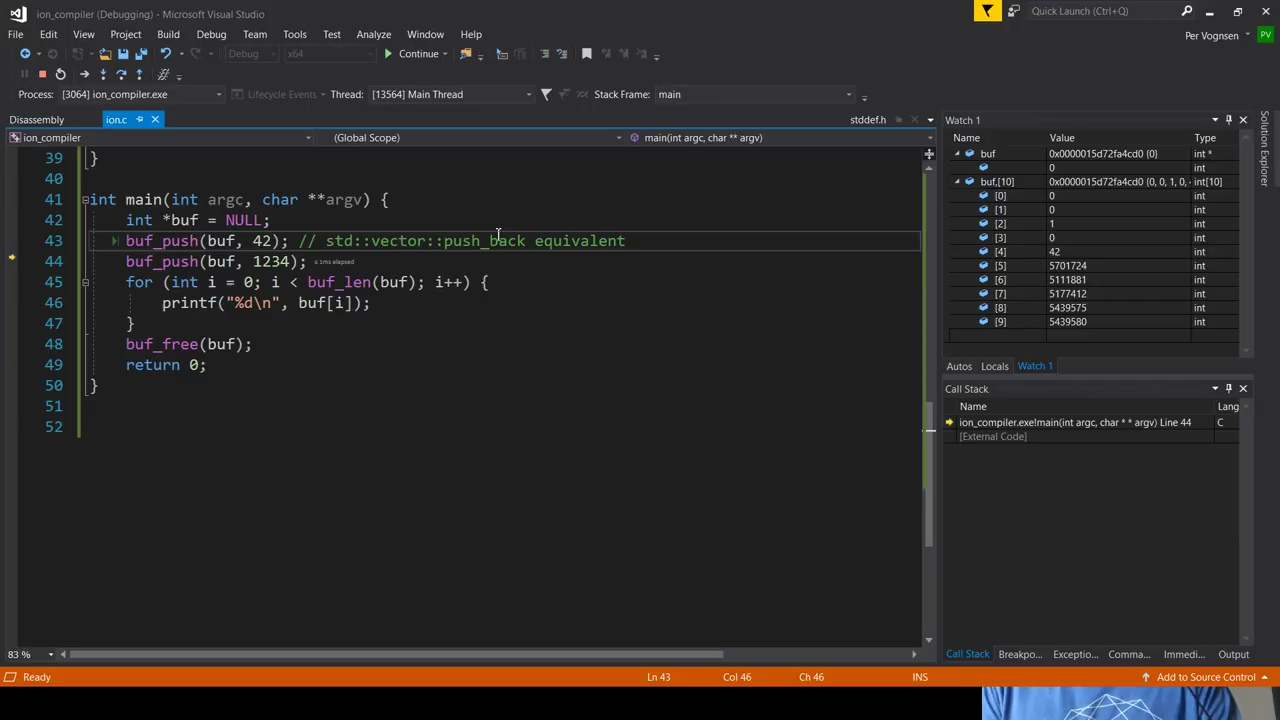 ion_compiler (Debugging) - Microsoft Visual Studio
Quick Launch (Ctrl+Q)
File Edit View Project Build Debug Team Tools Test Analyze Window Help
Per Vognsen PV
Debug x64 Continue
Process: [3064] ion_compiler.exe Lifecycle Events Thread: [13564] Main Thread Stack Frame: main
Disassembly ion.c stddef.h
ion_compiler (Global Scope) main(int argc, char ** argv)
39 }
40
41 int main(int argc, char **argv) {
42 int *buf = NULL;
43 buf_push(buf, 42); // std::vector::push_back equivalent
44 buf_push(buf, 1234); ≤ 1ms elapsed
45 for (int i = 0; i < buf_len(buf); i++) {
46 printf("%d\n", buf[i]);
47 }
48 buf_free(buf);
49 return 0;
50 }
51
52
83 %
Watch 1
Name Value Type
buf 0x0000015d72fa4cd0 {0} int *
0 int
buf,[10] 0x0000015d72fa4cd0 {0, 0, 1, 0, int[10]
[0] 0 int
[1] 0 int
[2] 1 int
[3] 0 int
[4] 42 int
[5] 5701724 int
[6] 5111881 int
[7] 5177412 int
[8] 5439575 int
[9] 5439580 int
Autos Locals Watch 1
Call Stack
Name Lang
ion_compiler.exe!main(int argc, char * * argv) Line 44 C
[External Code]
Call Stack Breakpo... Exceptio... Comma... Immedi... Output
Solution Explorer
Ready Ln 43 Col 46 Ch 46 INS Add to Source Control